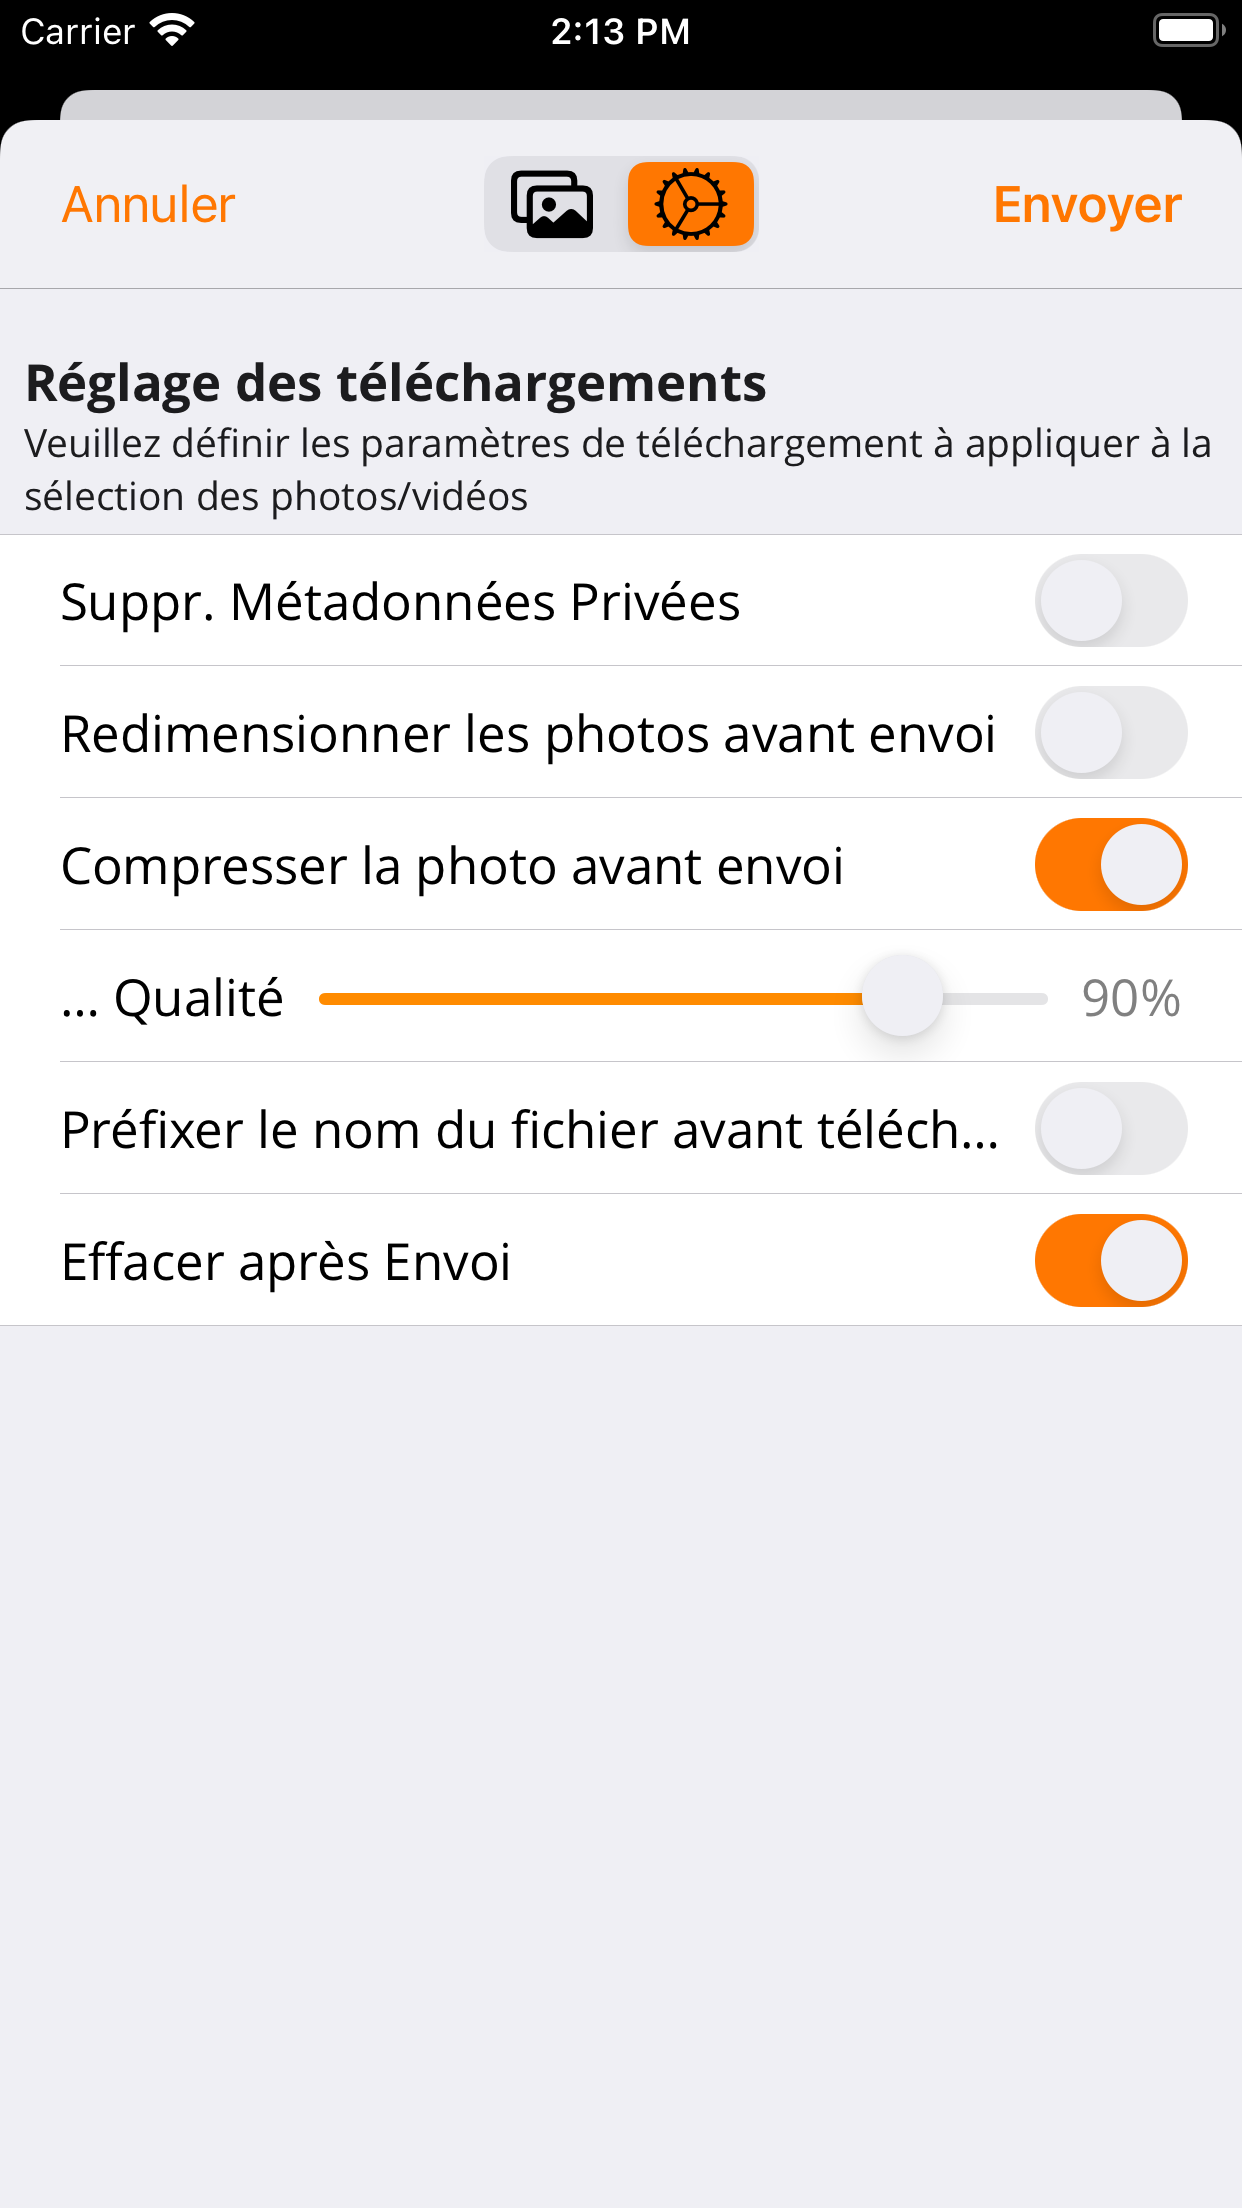 Carrier 2:13 PM
Annuler Envoyer
Réglage des téléchargements
Veuillez définir les paramètres de téléchargement à appliquer à la
sélection des photos/vidéos
Suppr. Métadonnées Privées
Redimensionner les photos avant envoi
Compresser la photo avant envoi
... Qualité 90%
Préfixer le nom du fichier avant téléch...
Effacer après Envoi